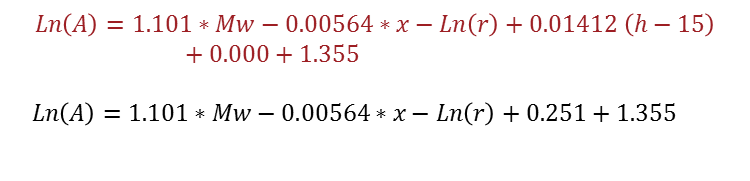 Ln(A) = 1.101 * Mw − 0.00564 * x − Ln(r) + 0.01412 (h − 15)
+ 0.000 + 1.355
Ln(A) = 1.101 * Mw − 0.00564 * x − Ln(r) + 0.251 + 1.355